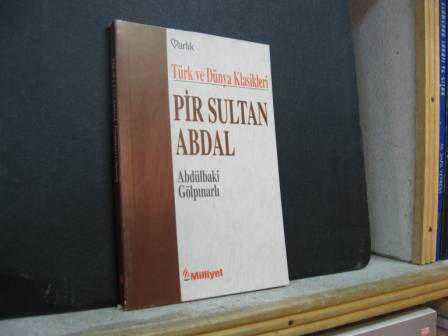 Varlık
Türk ve Dünya Klasikleri
PİR SULTAN
ABDAL
Abdülbaki
Gölpınarlı
Milliyet